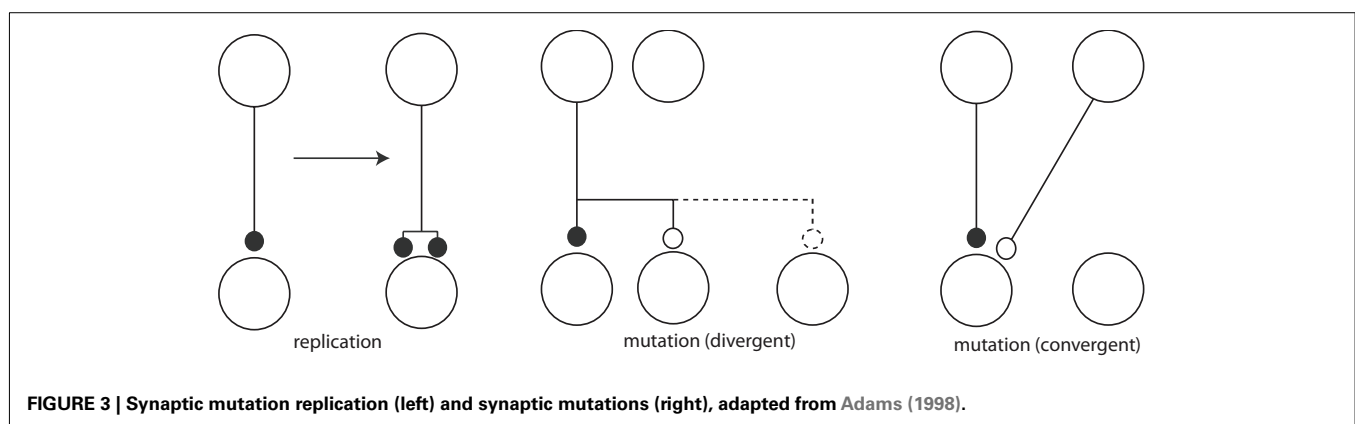 replication
mutation (divergent)
mutation (convergent)
FIGURE 3 | Synaptic mutation replication (left) and synaptic mutations (right), adapted from Adams (1998).